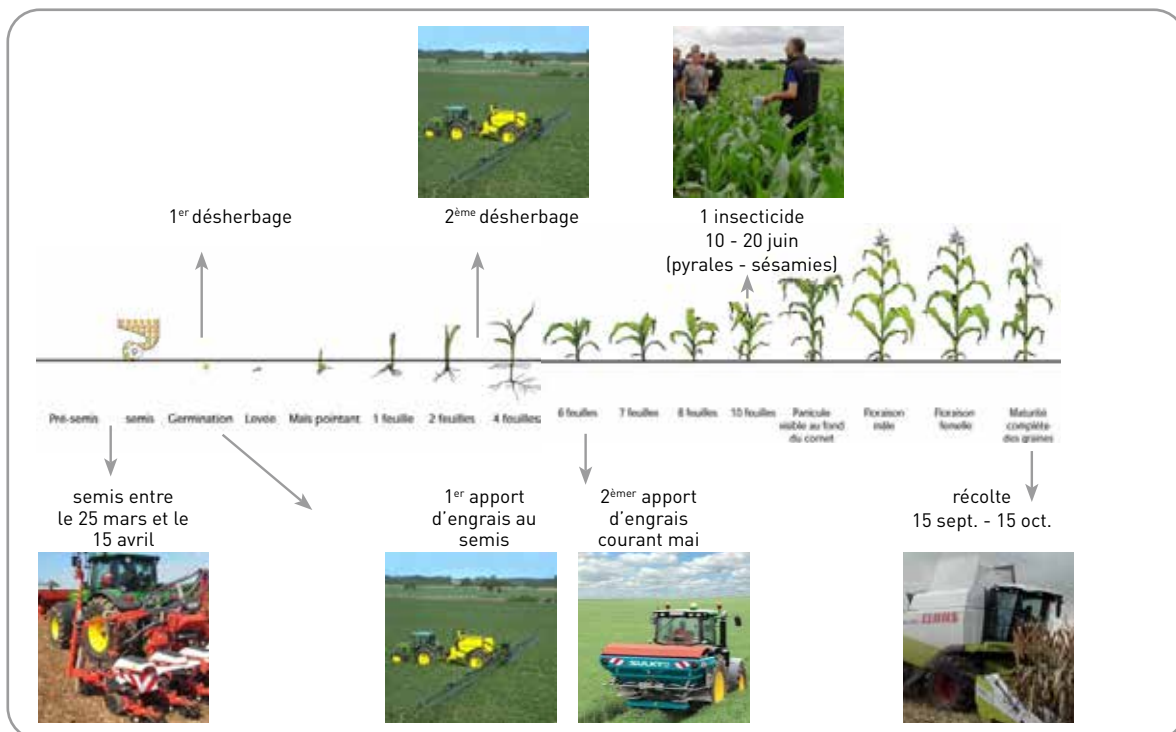 1er désherbage
2ème désherbage
1 insecticide
10 - 20 juin
(pyrales - sésamies)
Pré-semis
semis
Germination
Levée
Maïs pointant
1 feuille
2 feuilles
4 feuilles
6 feuilles
7 feuilles
8 feuilles
10 feuilles
Panicule
visible au fond
du cornet
Floraison
mâle
Floraison
femelle
Maturité
complète
des graines
semis entre
le 25 mars et le
15 avril
1er apport
d'engrais au
semis
2èmer apport
d'engrais
courant mai
récolte
15 sept. - 15 oct.
SULKY
CLAAS